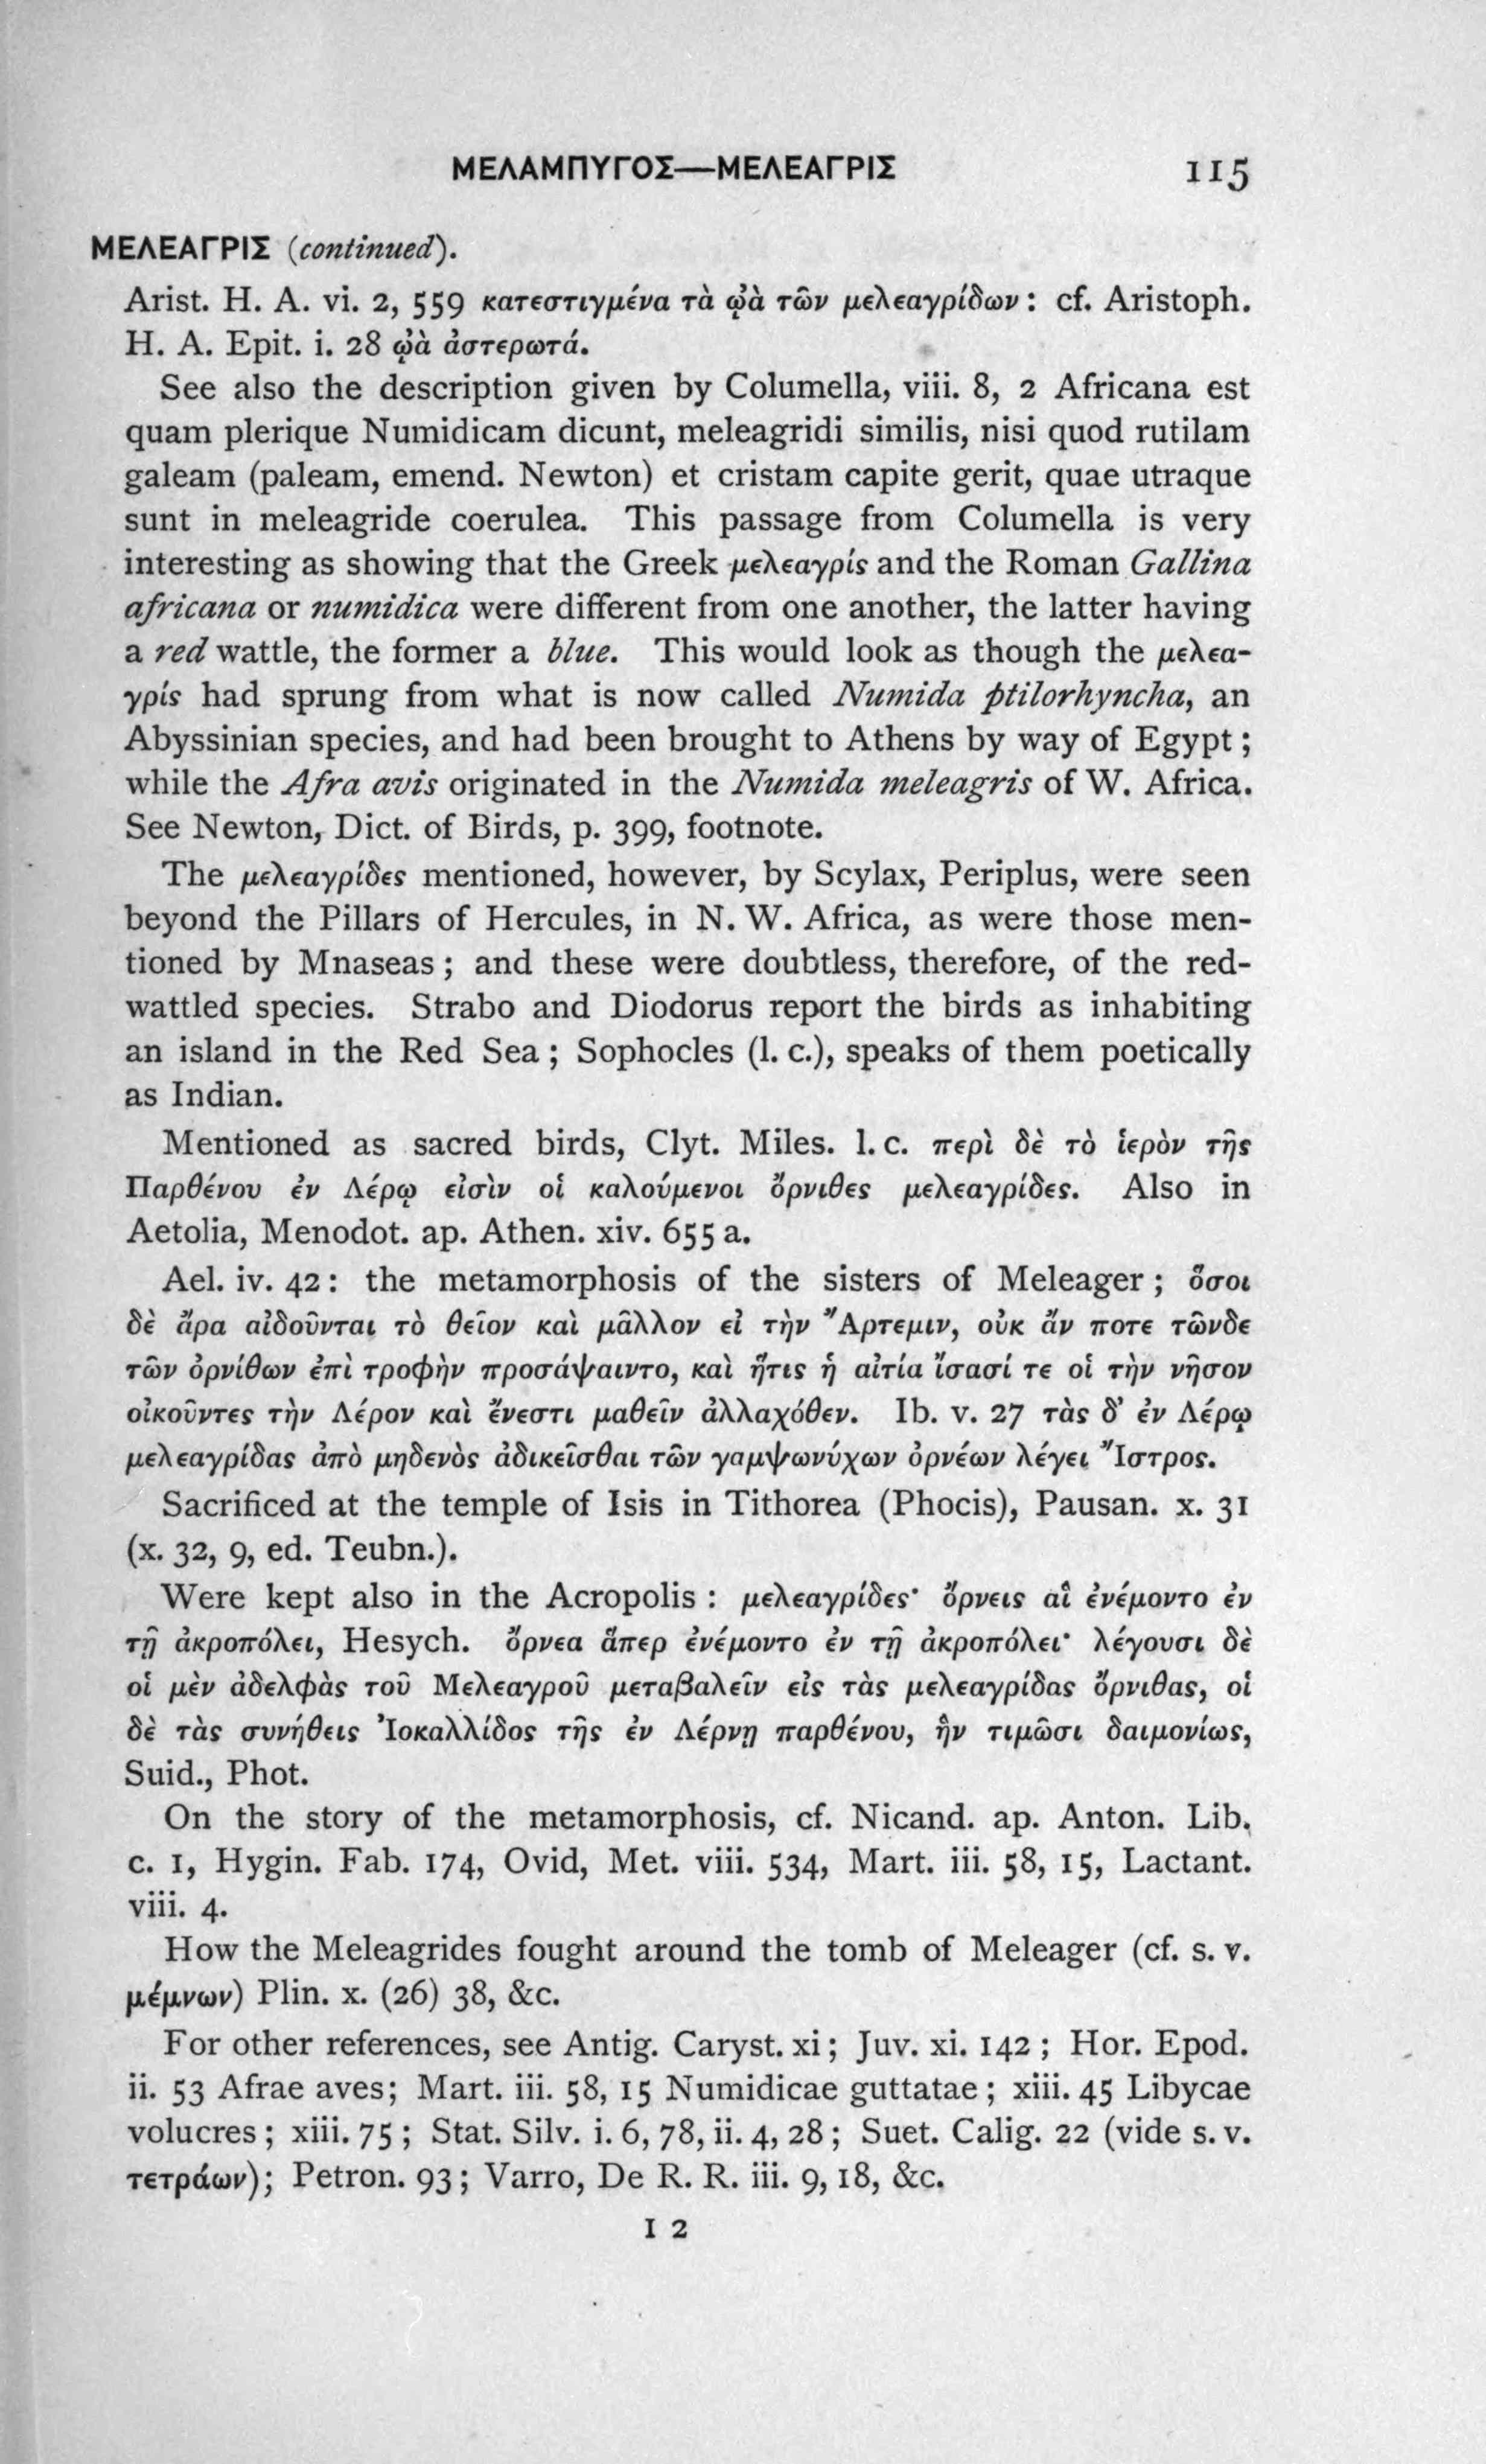 ΜΕΛΑΜΠΥΓΟΣ—ΜΕΛΕΑΓΡΙΣ 115
ΜΕΛΕΑΓΡΙΣ (continued).
Arist. H. A. vi. 2, 559 κατεστιγμένα τὰ ᾠὰ τῶν μελεαγρίδων : cf. Aristoph.
H. A. Epit. i. 28 ᾠὰ ἀστερωτά.
See also the description given by Columella, viii. 8, 2 Africana est
quam plerique Numidicam dicunt, meleagridi similis, nisi quod rutilam
galeam (paleam, emend. Newton) et cristam capite gerit, quae utraque
sunt in meleagride coerulea. This passage from Columella is very
interesting as showing that the Greek μελεαγρίς and the Roman Gallina
africana or numidica were different from one another, the latter having
a red wattle, the former a blue. This would look as though the μελεα-
γρίς had sprung from what is now called Numida ptilorhyncha, an
Abyssinian species, and had been brought to Athens by way of Egypt ;
while the Afra avis originated in the Numida meleagris of W. Africa.
See Newton, Dict. of Birds, p. 399, footnote.
The μελεαγρίδες mentioned, however, by Scylax, Periplus, were seen
beyond the Pillars of Hercules, in N. W. Africa, as were those men-
tioned by Mnaseas ; and these were doubtless, therefore, of the red-
wattled species. Strabo and Diodorus report the birds as inhabiting
an island in the Red Sea ; Sophocles (l. c.), speaks of them poetically
as Indian.
Mentioned as sacred birds, Clyt. Miles. l. c. περὶ δὲ τὸ ἱερὸν τῆς
Παρθένου ἐν Λέρῳ εἰσὶν οἱ καλούμενοι ὄρνιθες μελεαγρίδες. Also in
Aetolia, Menodot. ap. Athen. xiv. 655 a.
Ael. iv. 42 : the metamorphosis of the sisters of Meleager ; ὅσοι
δὲ ἄρα αἰδοῦνται τὸ θεῖον καὶ μᾶλλον εἰ τὴν Ἄρτεμιν, οὐκ ἄν ποτε τῶνδε
τῶν ὀρνίθων ἐπὶ τροφὴν προσάψαιντο, καὶ ἥτις ἡ αἰτία ἴσασί τε οἱ τὴν νῆσον
οἰκοῦντες τὴν Λέρον καὶ ἔνεστι μαθεῖν ἀλλαχόθεν. Ib. v. 27 τὰς δ' ἐν Λέρῳ
μελεαγρίδας ἀπὸ μηδενὸς ἀδικεῖσθαι τῶν γαμψωνύχων ὀρνέων λέγει Ἴστρος.
Sacrificed at the temple of Isis in Tithorea (Phocis), Pausan. x. 31
(x. 32, 9, ed. Teubn.).
Were kept also in the Acropolis : μελεαγρίδες· ὄρνεις αἳ ἐνέμοντο ἐν
τῇ ἀκροπόλει, Hesych. ὄρνεα ἅπερ ἐνέμοντο ἐν τῇ ἀκροπόλει· λέγουσι δὲ
οἱ μὲν ἀδελφὰς τοῦ Μελεαγροῦ μεταβαλεῖν εἰς τὰς μελεαγρίδας ὄρνιθας, οἱ
δὲ τὰς συνήθεις Ἰοκαλλίδος τῆς ἐν Λέρνῃ παρθένου, ἣν τιμῶσι δαιμονίως,
Suid., Phot.
On the story of the metamorphosis, cf. Nicand. ap. Anton. Lib.
c. 1, Hygin. Fab. 174, Ovid, Met. viii. 534, Mart. iii. 58, 15, Lactant.
viii. 4.
How the Meleagrides fought around the tomb of Meleager (cf. s. v.
μέμνων) Plin. x. (26) 38, &c.
For other references, see Antig. Caryst. xi ; Juv. xi. 142 ; Hor. Epod.
ii. 53 Afrae aves; Mart. iii. 58, 15 Numidicae guttatae ; xiii. 45 Libycae
volucres ; xiii. 75 ; Stat. Silv. i. 6, 78, ii. 4, 28 ; Suet. Calig. 22 (vide s. v.
τετράων); Petron. 93 ; Varro, De R. R. iii. 9, 18, &c.
I 2